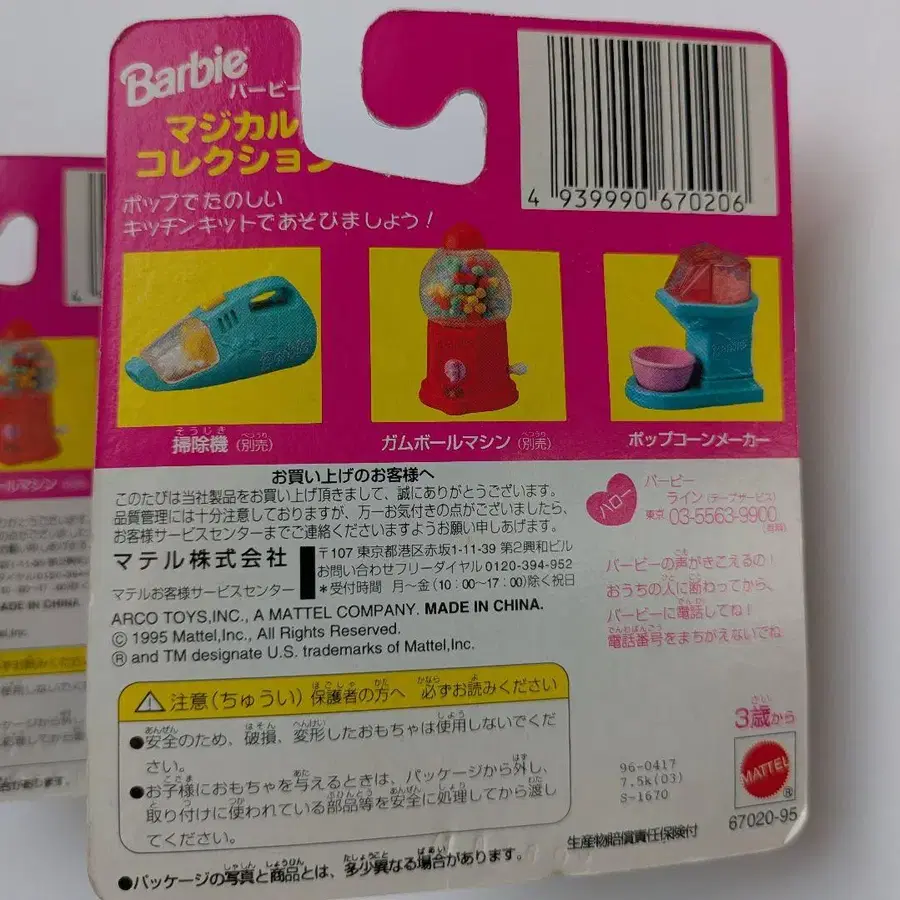 Barbie
バービー
マジカル
コレクション
ポップでたのしい
キッチンキットであそびましょう!
4 939990 670206
掃除機 (別売)
ガムボールマシン (別売)
ポップコーンメーカー
お買い上げのお客様へ
このたびは当社製品をお買い上げ頂きまして、誠にありがとうございます。
品質管理には十分注意しておりますが、万一お気付きの点がございましたら、
お客様サービスセンターまでご連絡くださいますようお願い申しあげます。
マテル株式会社
マテルお客様サービスセンター
〒107 東京都港区赤坂1-11-39 第2興和ビル
お問い合わせフリーダイヤル 0120-394-952
*受付時間 月〜金(10:00〜17:00)除く祝日
ARCO TOYS,INC., A MATTEL COMPANY. MADE IN CHINA.
© 1995 Mattel,Inc., All Rights Reserved.
® and TM designate U.S. trademarks of Mattel,Inc.
ハロー
バービー
ライン(テープサービス)
東京 03-5563-9900
バービーの声がきこえるの!
おうちの人に断わってから、
バービーに電話してね!
電話番号をまちがえないでね
⚠ 注意(ちゅうい) 保護者の方へ 必ずお読みください
●安全のため、破損、変形したおもちゃは使用しないでくだ
さい。
●お子様におもちゃを与えるときは、パッケージから外し、
取り付けに使われている部品等を安全に処理してから渡し
てください。
●パッケージの写真と商品とは、多少異なる場合があります。
3歳から
96-0417
7.5k(03)
S-1670
MATTEL
®
67020-95
生産物賠償責任保険付
ールマシン
MADE IN CHINA.